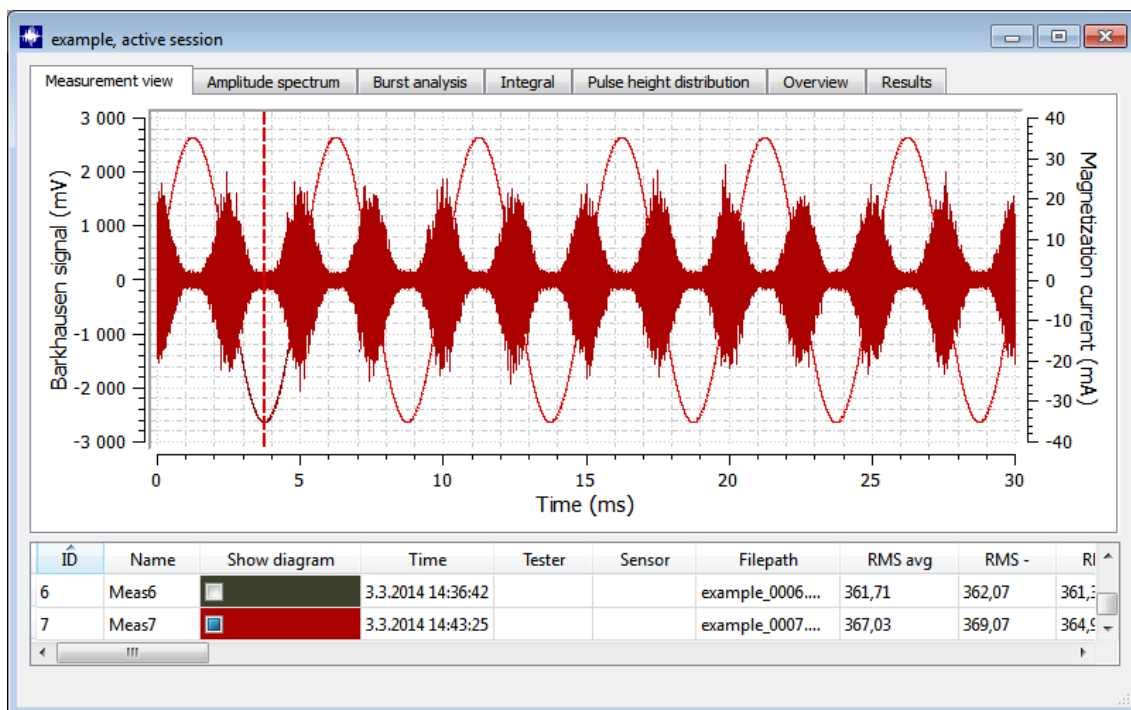 example, active session
Measurement view Amplitude spectrum Burst analysis Integral Pulse height distribution Overview Results
3 000
2 000
1 000
0
-1 000
-2 000
-3 000
Barkhausen signal (mV)
40
30
20
10
0
-10
-20
-30
-40
Magnetization current (mA)
0 5 10 15 20 25 30
Time (ms)
ID Name Show diagram Time Tester Sensor Filepath RMS avg RMS -
6 Meas6 3.3.2014 14:36:42 example_0006.... 361,71 362,07 361,3
7 Meas7 3.3.2014 14:43:25 example_0007.... 367,03 369,07 364,9